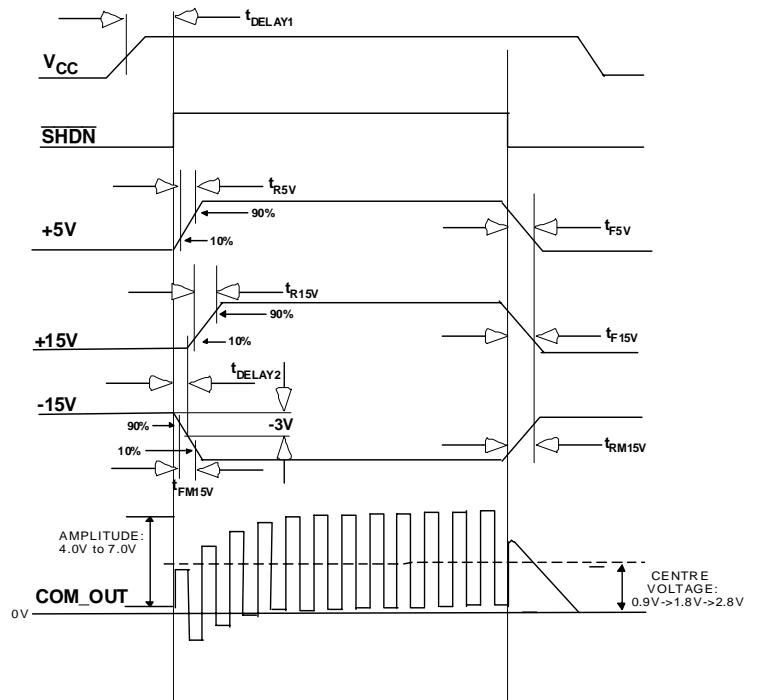 tDELAY1
VCC
SHDN
tR5V
90%
+5V
10%
tF5V
tR15V
90%
+15V
10%
tF15V
tDELAY2
-15V
90%
-3V
10%
tRM15V
tFM15V
AMPLITUDE:
4.0V to 7.0V
COM_OUT
0V
CENTRE
VOLTAGE:
0.9V->1.8V->2.8V